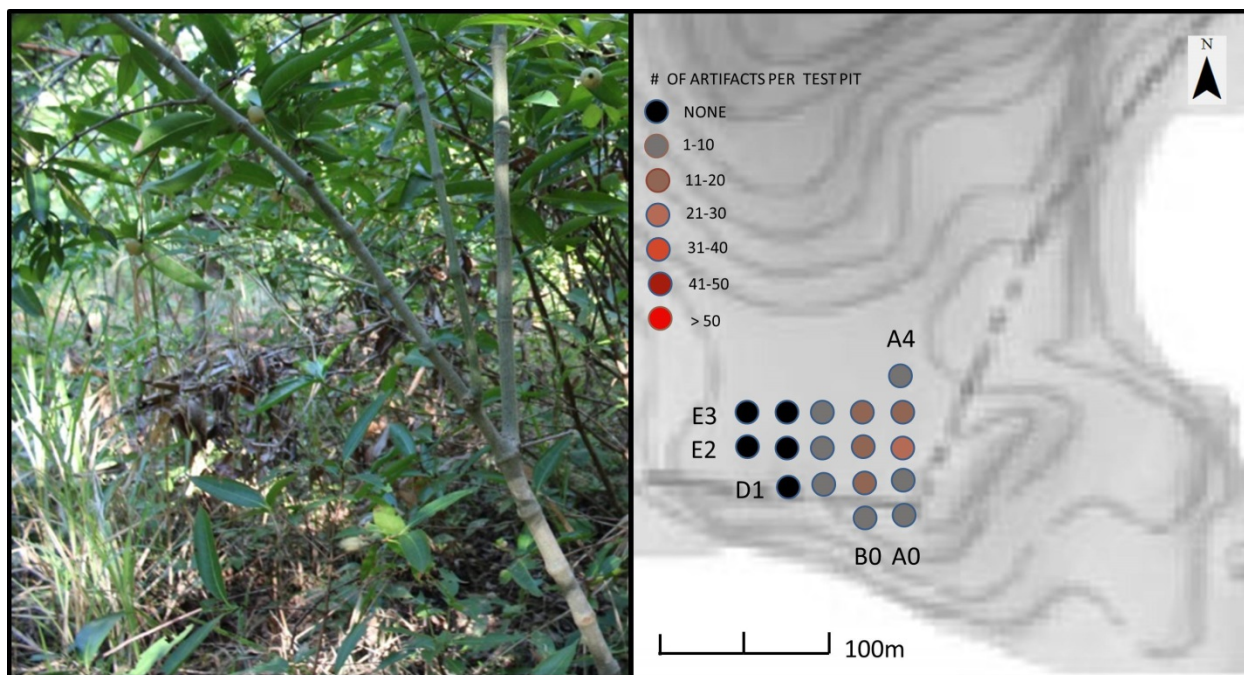 N
# OF ARTIFACTS PER TEST PIT
NONE
1-10
11-20
21-30
31-40
41-50
> 50
A4
E3
E2
D1
B0 A0
100m